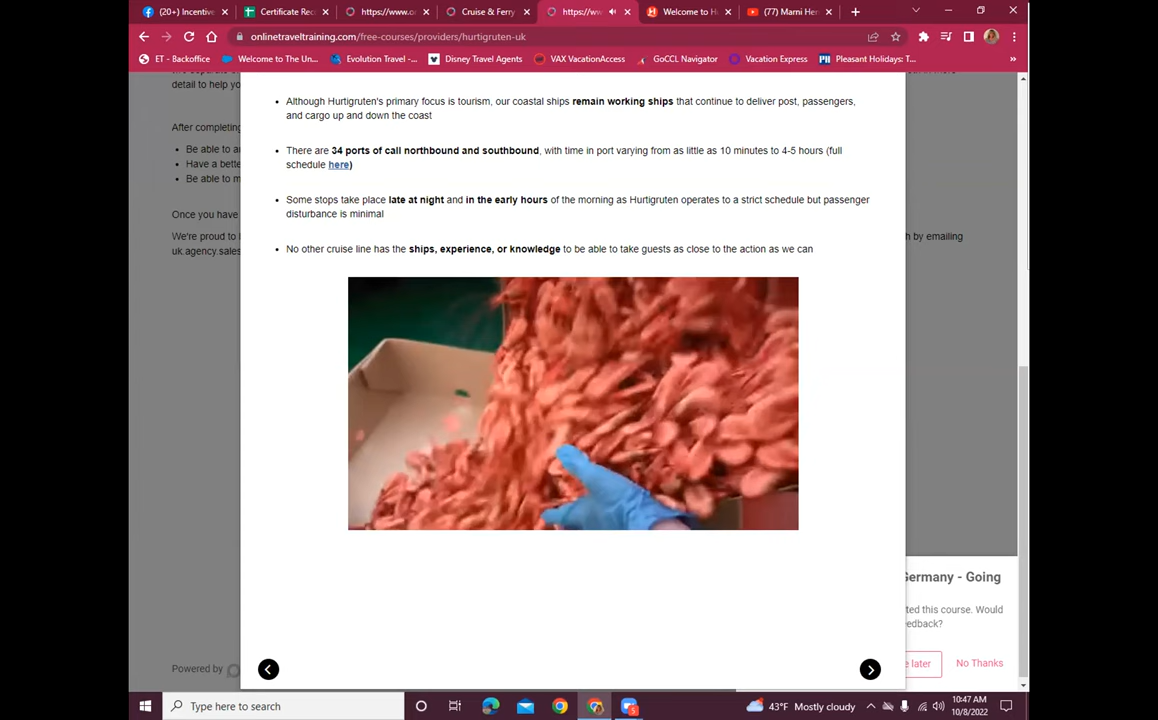 (20+) Incentive
Certificate Reci
https://www.o
Cruise & Ferry
https://ww
Welcome to H
(77) Marni Her
onlinetraveltraining.com/free-courses/providers/hurtigruten-uk
ET - Backoffice
Welcome to The Un...
Evolution Travel -...
Disney Travel Agents
VAX VacationAccess
GoCCL Navigator
Vacation Express
Pleasant Holidays: T...
»
detail to help yo
After completing
Be able to a
Have a bette
Be able to m
Once you have
We're proud to
uk.agency.sales
h by emailing
• Although Hurtigruten's primary focus is tourism, our coastal ships remain working ships that continue to deliver post, passengers,
and cargo up and down the coast
• There are 34 ports of call northbound and southbound, with time in port varying from as little as 10 minutes to 4-5 hours (full
schedule here)
• Some stops take place late at night and in the early hours of the morning as Hurtigruten operates to a strict schedule but passenger
disturbance is minimal
• No other cruise line has the ships, experience, or knowledge to be able to take guests as close to the action as we can
Germany - Going
ted this course. Would
eedback?
e later
No Thanks
Powered by
Type here to search
43°F Mostly cloudy
10:47 AM
10/8/2022